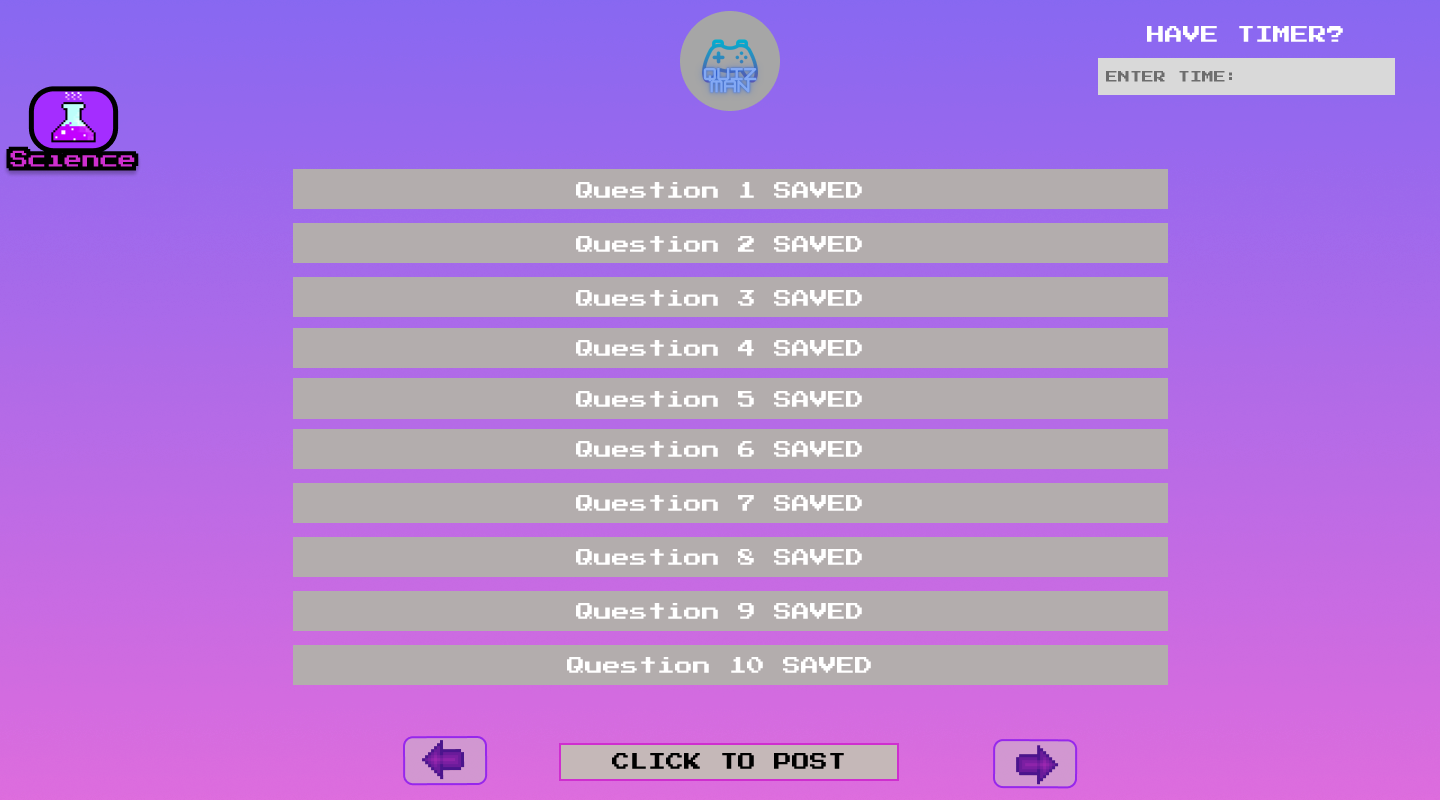 HAVE TIMER?
QUIZ
MAN
ENTER TIME:
Science
Question 1 SAVED
Question 2 SAVED
Question 3 SAVED
Question 4 SAVED
Question 5 SAVED
Question 6 SAVED
Question 7 SAVED
Question 8 SAVED
Question 9 SAVED
Question 10 SAVED
CLICK TO POST